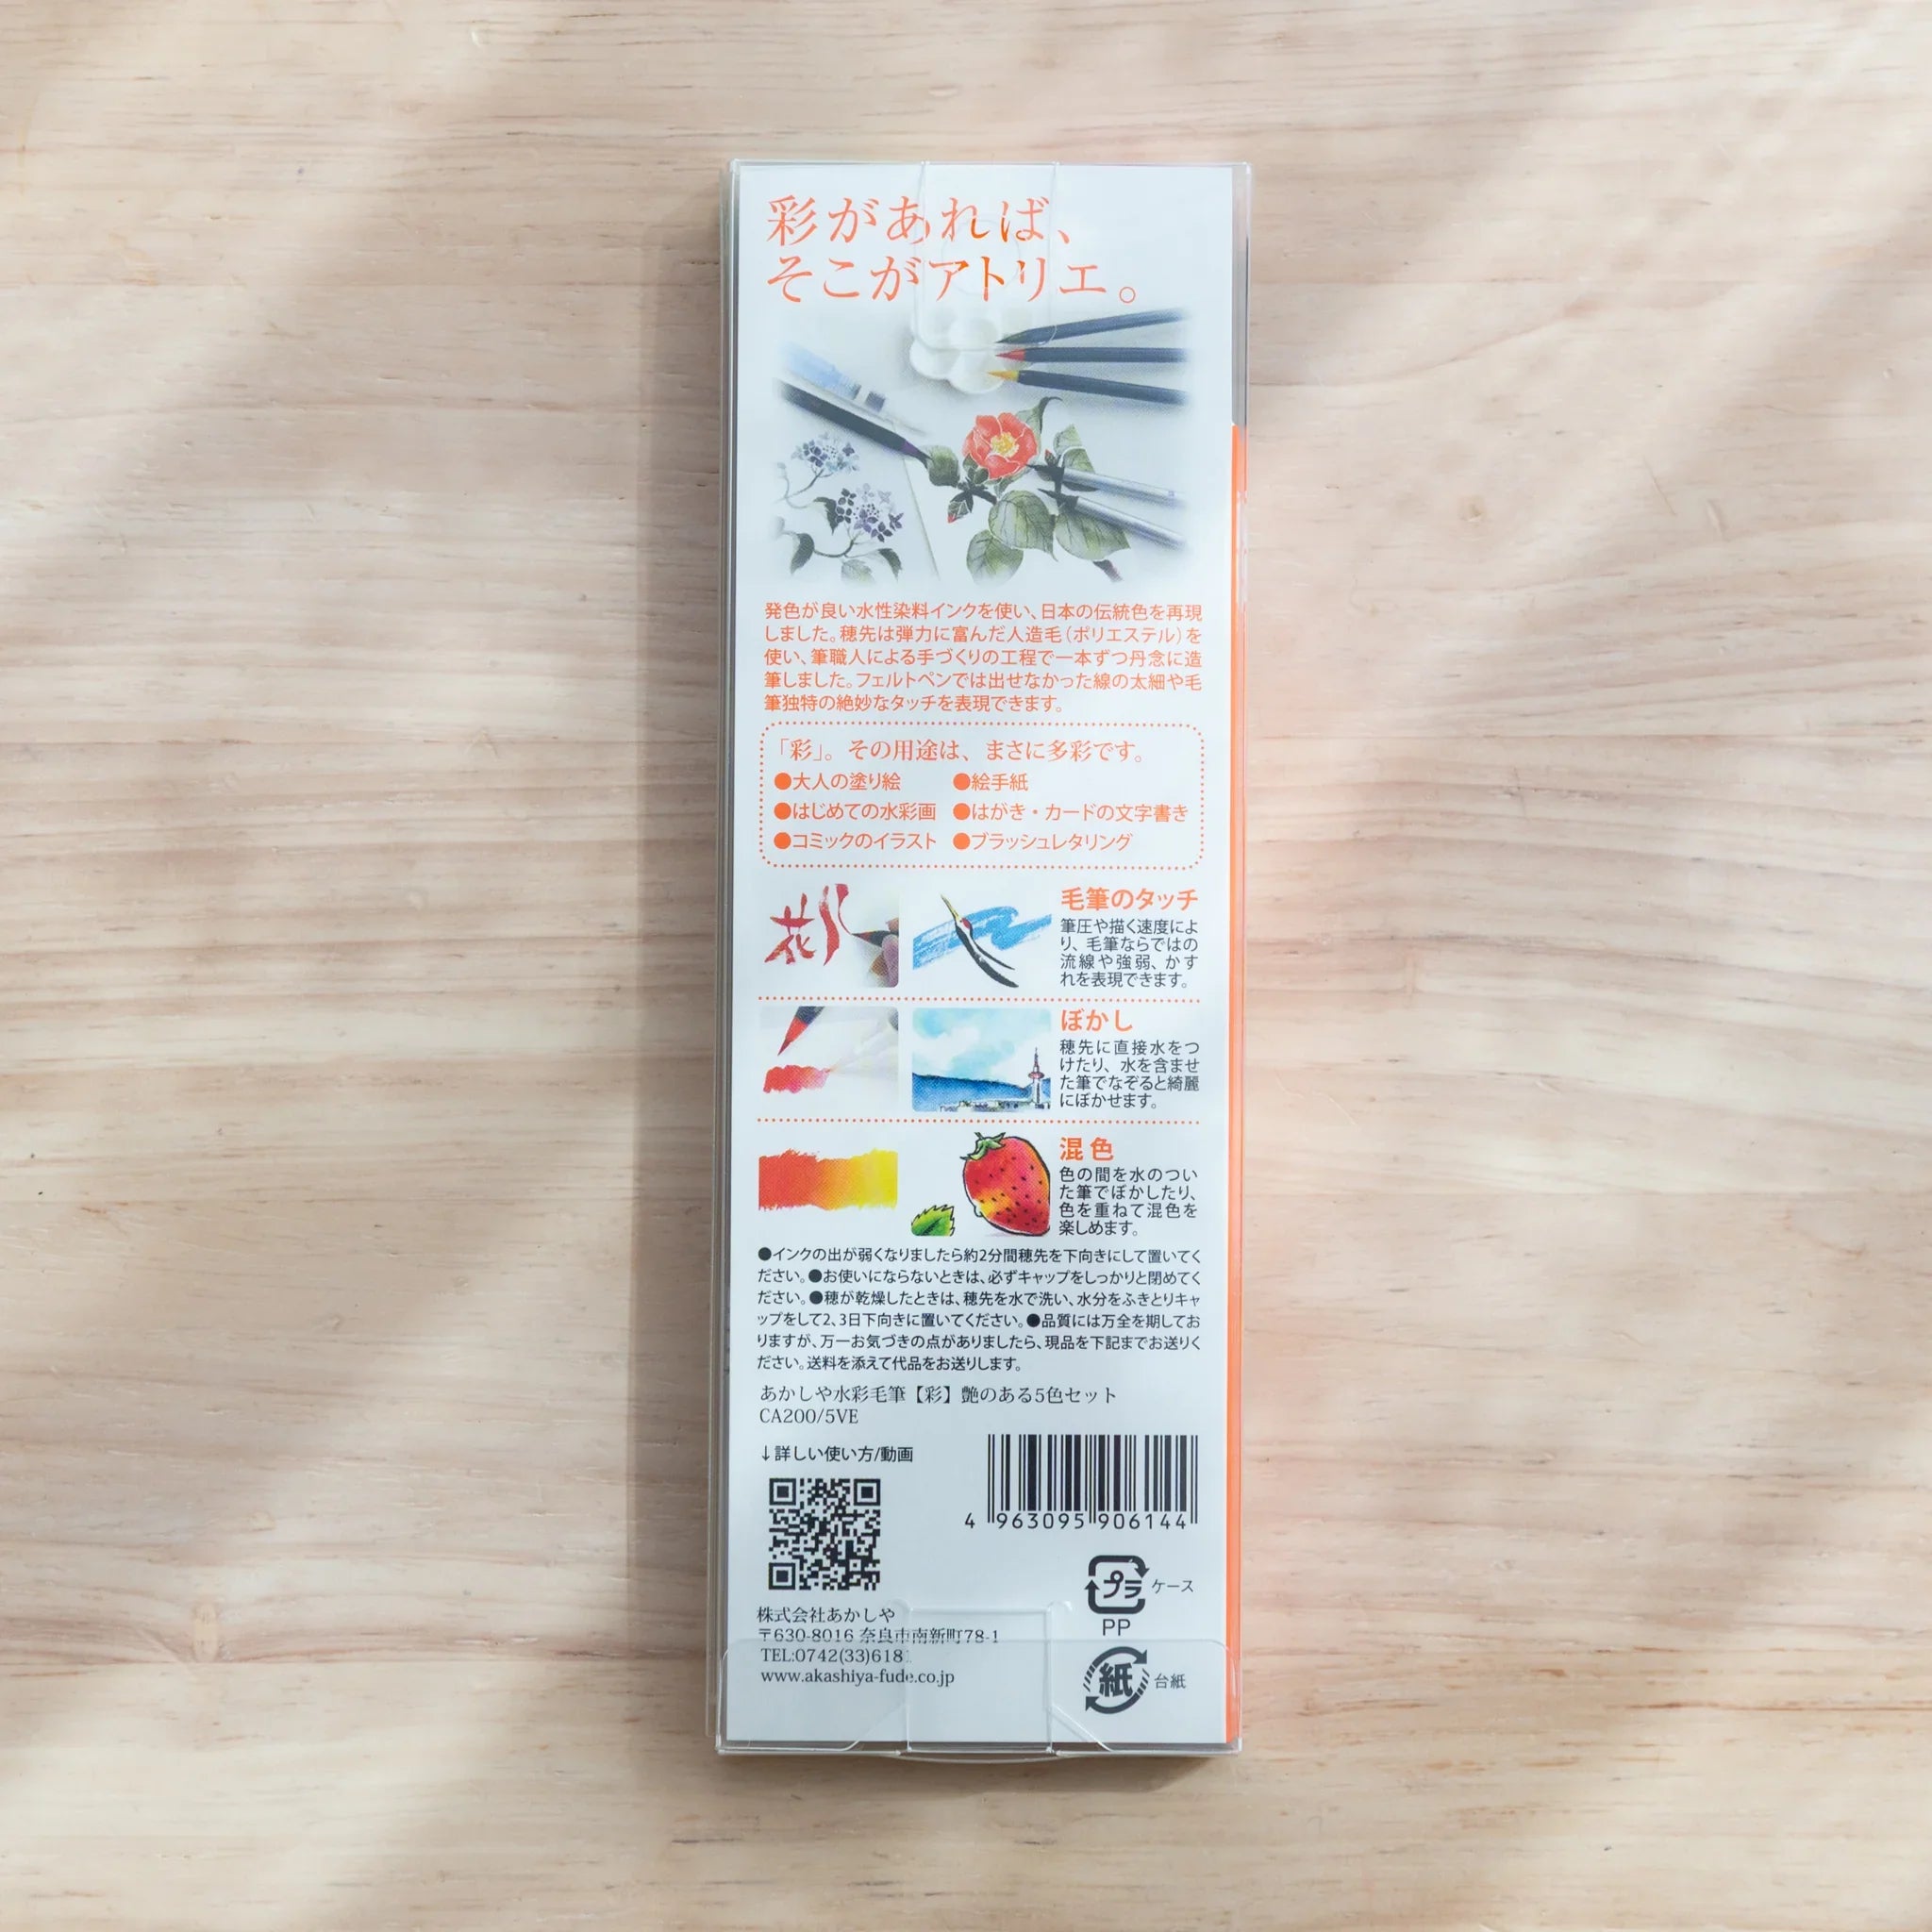 彩があれば、
そこがアトリエ。
発色が良い水性染料インクを使い、日本の伝統色を再現
しました。穂先は弾力に富んだ人造毛(ポリエステル)を
使い、筆職人による手づくりの工程で一本ずつ丹念に造
筆しました。フェルトペンでは出せなかった線の太細や毛
筆独特の絶妙なタッチを表現できます。
「彩」。その用途は、まさに多彩です。
●大人の塗り絵 ●絵手紙
●はじめての水彩画 ●はがき・カードの文字書き
●コミックのイラスト ●ブラッシュレタリング
花
毛筆のタッチ
筆圧や描く速度によ
り、毛筆ならではの
流線や強弱、かす
れを表現できます。
ぼかし
穂先に直接水をつ
けたり、水を含ませ
た筆でなぞると綺麗
にぼかせます。
混色
色の間を水のつい
た筆でぼかしたり、
色を重ねて混色を
楽しめます。
●インクの出が弱くなりましたら約2分間穂先を下向きにして置いてく
ださい。●お使いにならないときは、必ずキャップをしっかりと閉めてく
ださい。●穂が乾燥したときは、穂先を水で洗い、水分をふきとりキャ
ップをして2、3日下向きに置いてください。●品質には万全を期してお
りますが、万一お気づきの点がありましたら、現品を下記までお送りく
ださい。送料を添えて代品をお送りします。
あかしや水彩毛筆【彩】艶のある5色セット
CA200/5VE
↓詳しい使い方/動画
4 963095 906144
プラ ケース
PP
紙 台紙
株式会社あかしや
〒630-8016 奈良市南新町78-1
TEL:0742(33)618
www.akashiya-fude.co.jp